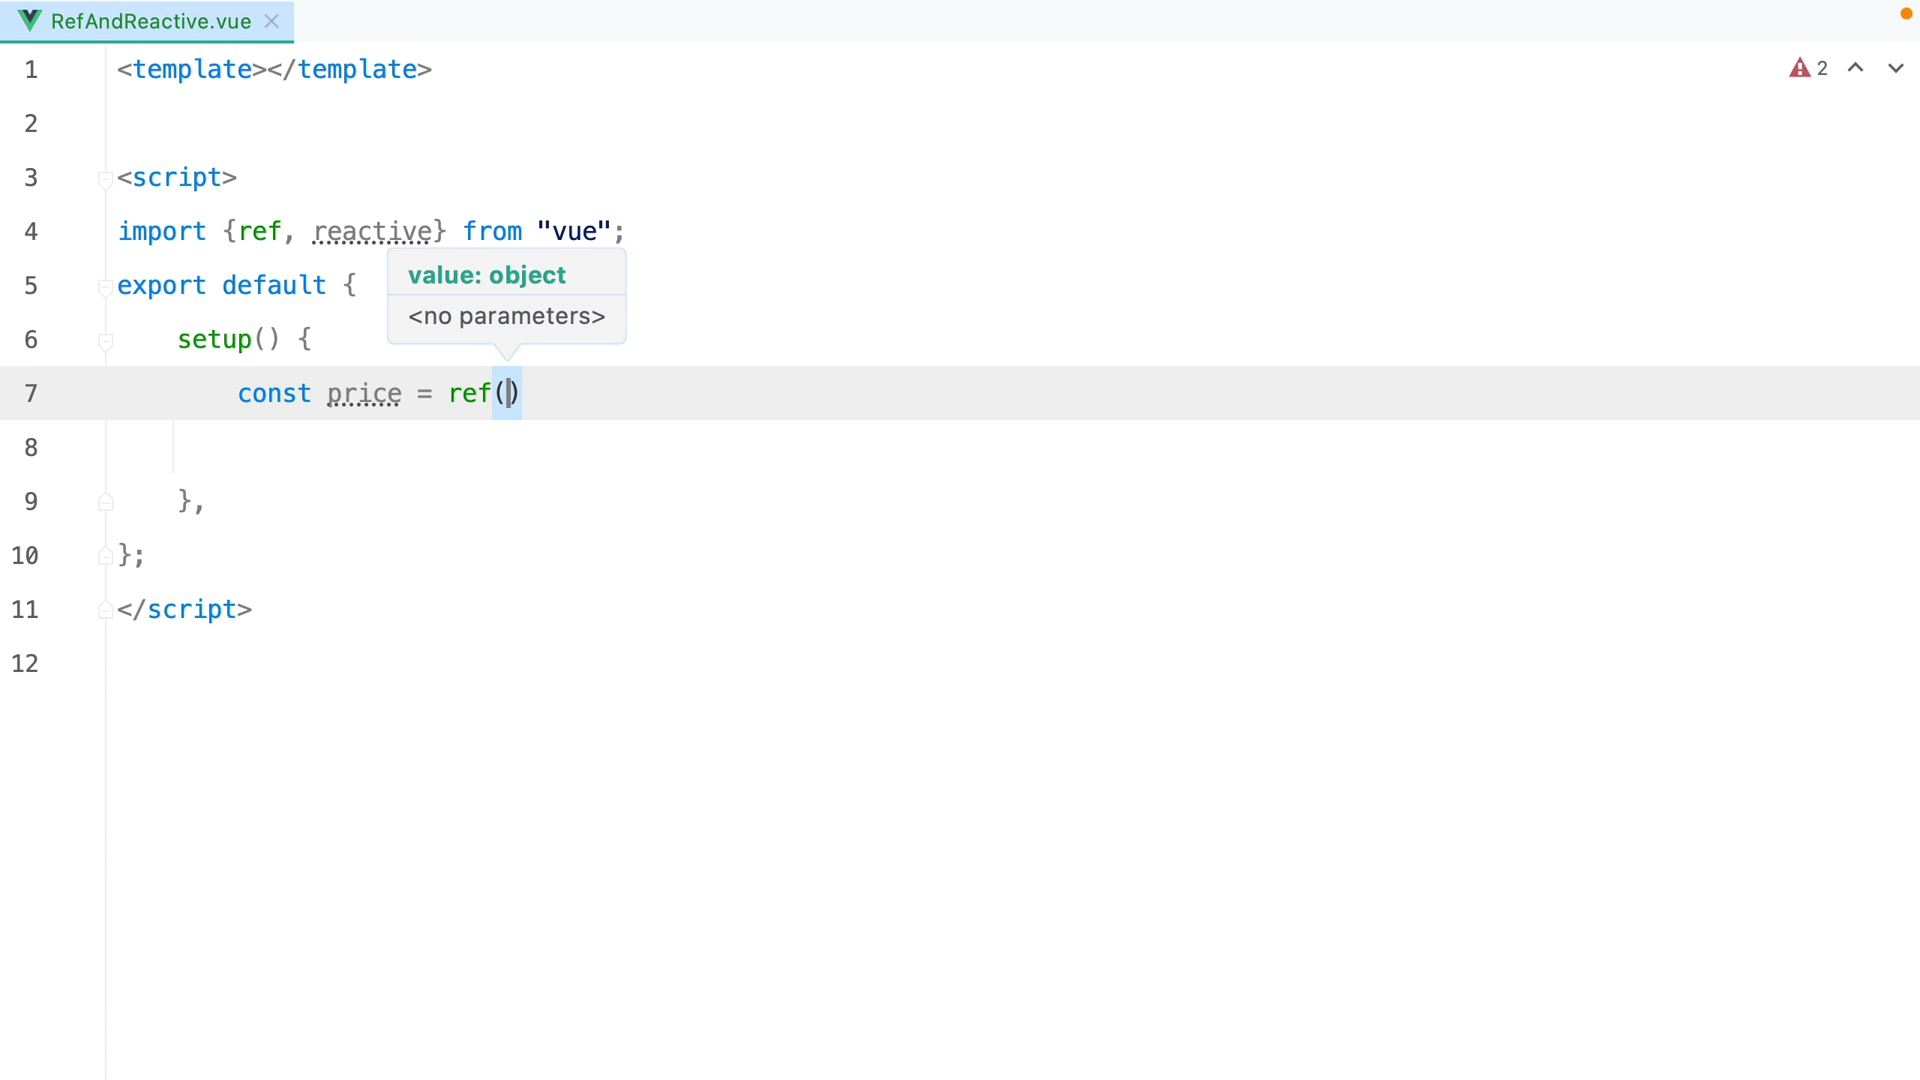 RefAndReactive.vue
2
1 <template></template>
2
3 <script>
4 import {ref, reactive} from "vue";
value: object
5 export default {
<no parameters>
6 setup() {
7 const price = ref()
8
9 },
10 };
11 </script>
12